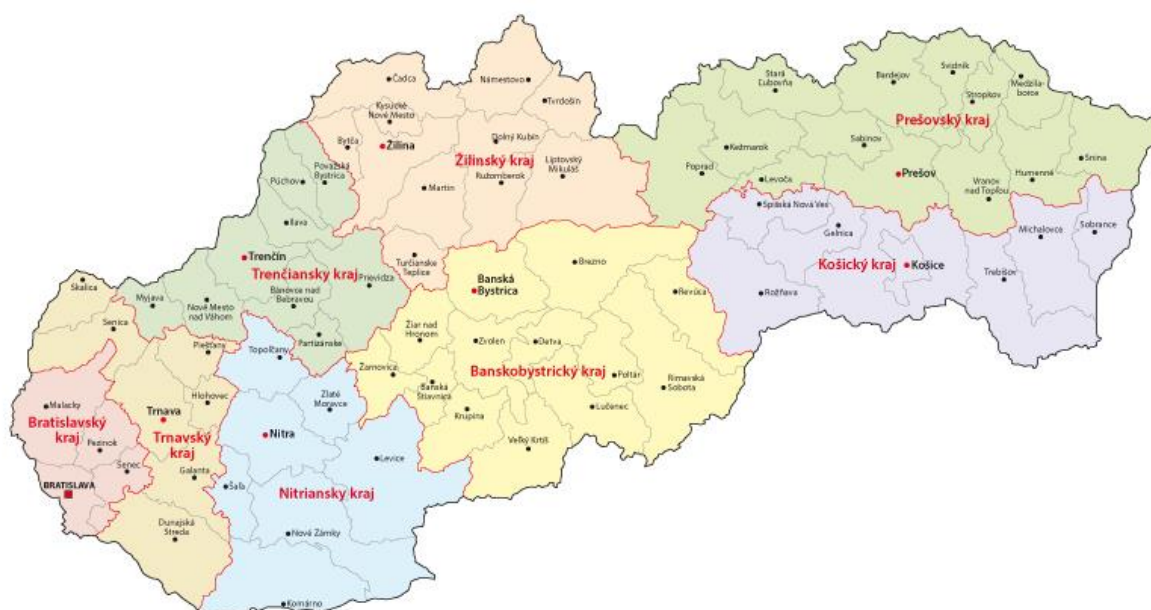 Čadca
Námestovo
Tvrdošín
Kysucké
Nové Mesto
Bytča
Žilina
Dolný Kubín
Žilinský kraj
Liptovský
Mikuláš
Ružomberok
Martin
Turčianske
Teplice
Stará
Ľubovňa
Bardejov
Svidník
Medzila-
borce
Stropkov
Prešovský kraj
Sabinov
Kežmarok
Poprad
Levoča
Prešov
Snina
Humenné
Vranov
nad Topľou
Spišská Nová Ves
Gelnica
Michalovce
Sobrance
Košický kraj
Košice
Trebišov
Rožňava
Považská
Bystrica
Púchov
Ilava
Trenčín
Trenčiansky kraj
Prievidza
Bánovce nad
Bebravou
Myjava
Nové Mesto
nad Váhom
Partizánske
Banská
Bystrica
Brezno
Revúca
Žiar nad
Hronom
Zvolen
Detva
Žarnovica
Banskobystrický kraj
Poltár
Rimavská
Sobota
Banská
Štiavnica
Krupina
Lučenec
Veľký Krtíš
Skalica
Senica
Piešťany
Hlohovec
Trnava
Trnavský
kraj
Galanta
Dunajská
Streda
Malacky
Bratislavský
kraj
Pezinok
Senec
BRATISLAVA
Topoľčany
Zlaté
Moravce
Nitra
Levice
Šaľa
Nitriansky kraj
Nové Zámky
Komárno